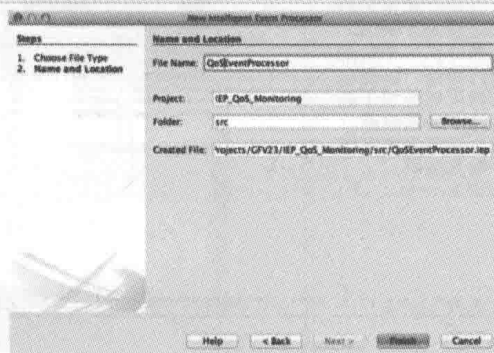 New Intelligent Event Processor
Steps
1. Choose File Type
2. Name and Location
Name and Location
File Name: QoSEventProcessor
Project: IEP_QoS_Monitoring
Folder: src
Browse...
Created File: rojects/GFV23/IEP_QoS_Monitoring/src/QoSEventProcessor.iep
Help < Back Next > Finish Cancel